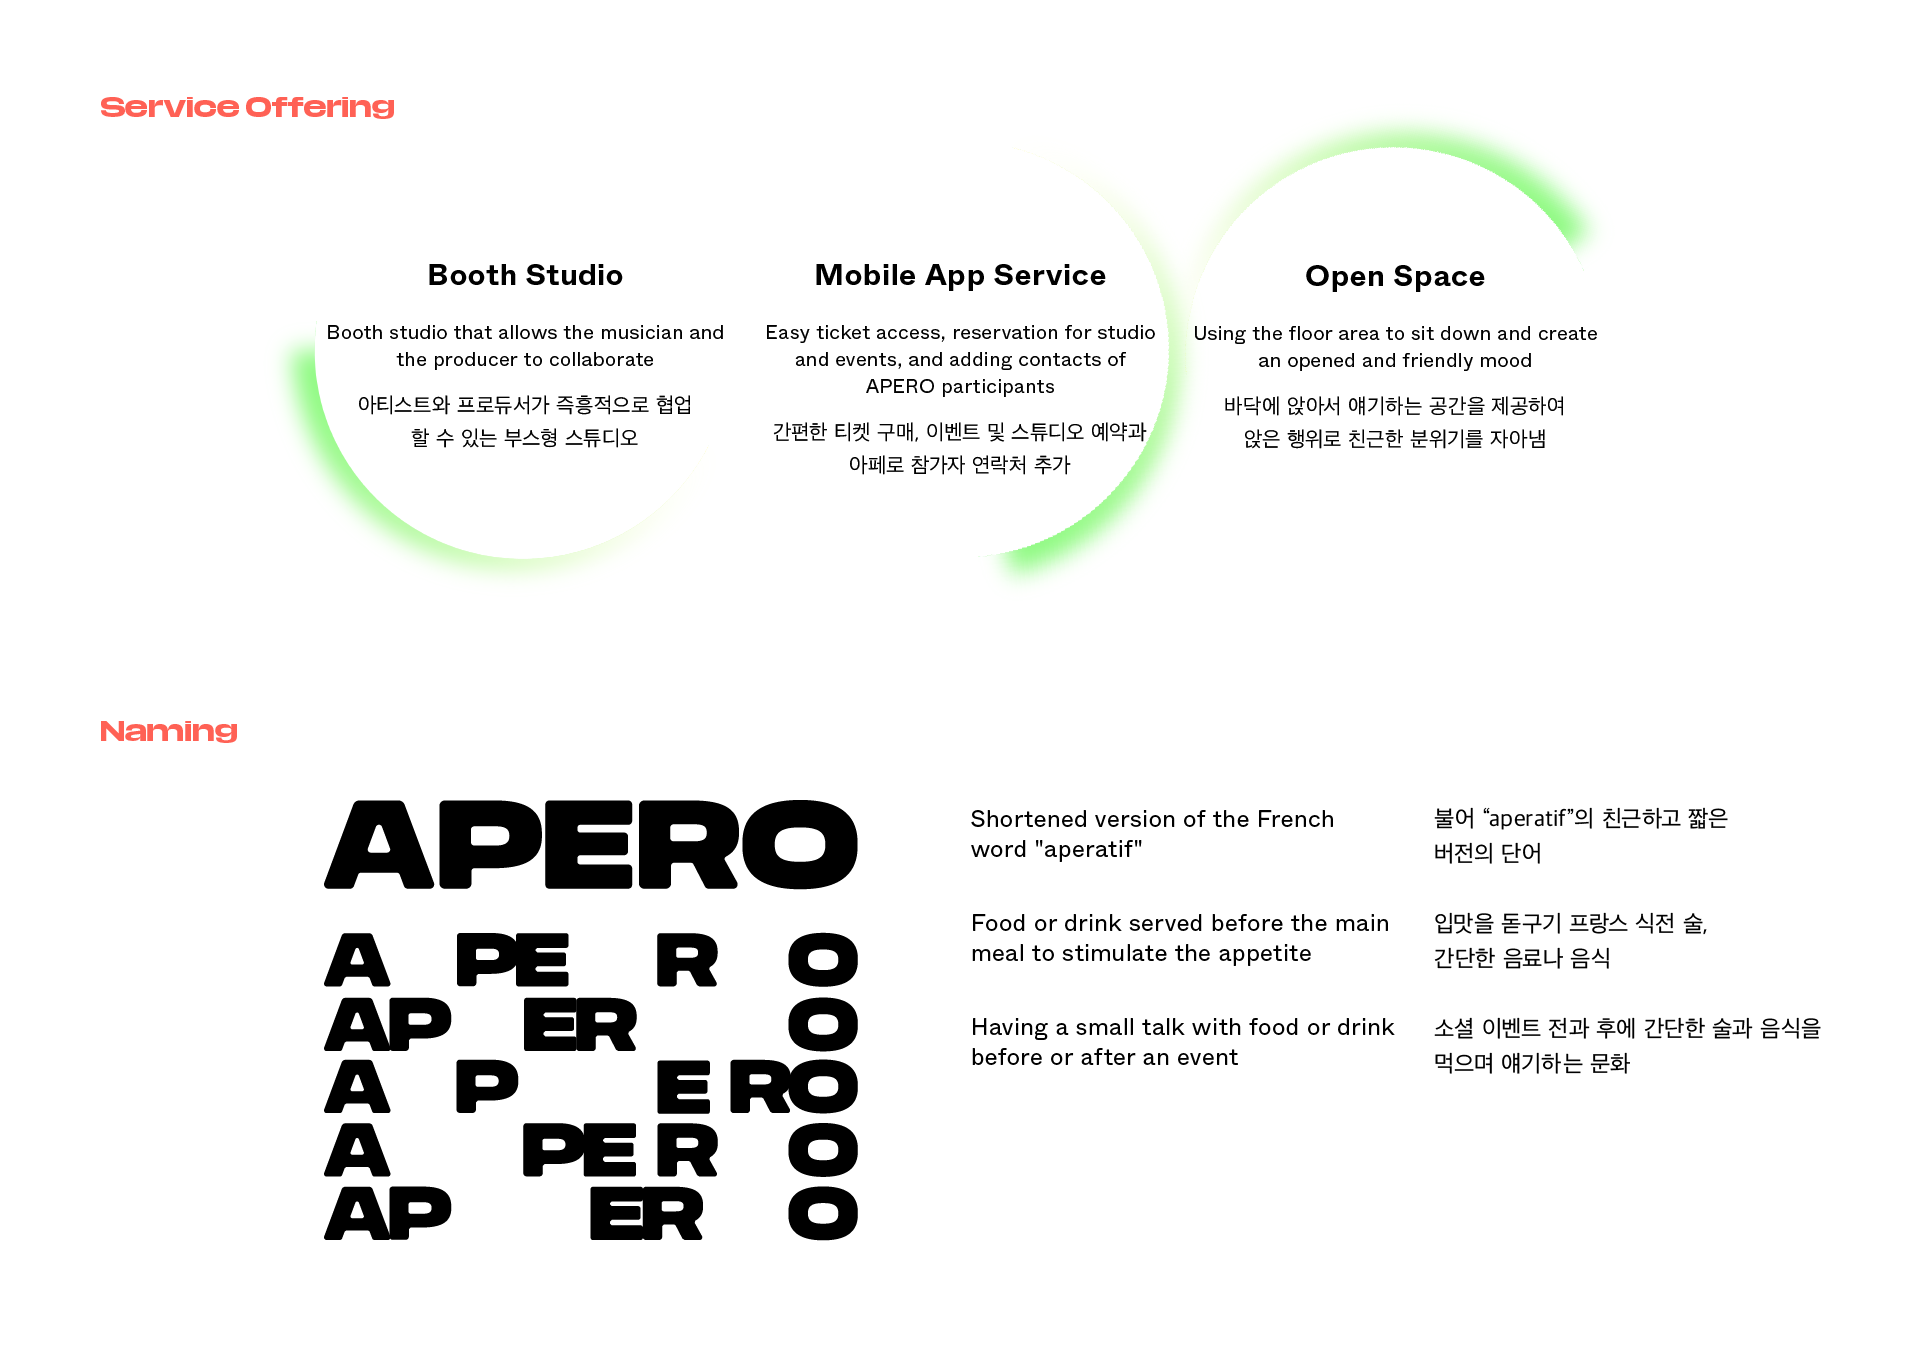 Service Offering
Booth Studio
Booth studio that allows the musician and
the producer to collaborate
아티스트와 프로듀서가 즉흥적으로 협업
할 수 있는 부스형 스튜디오
Mobile App Service
Easy ticket access, reservation for studio
and events, and adding contacts of
APERO participants
간편한 티켓 구매, 이벤트 및 스튜디오 예약과
아페로 참가자 연락처 추가
Open Space
Using the floor area to sit down and create
an opened and friendly mood
바닥에 앉아서 얘기하는 공간을 제공하여
앉은 행위로 친근한 분위기를 자아냄
Naming
APERO
A PE R O
AP ER O
A P E RO
A PE R O
AP ER O
Shortened version of the French
word "aperatif"
불어 “aperatif”의 친근하고 짧은
버전의 단어
Food or drink served before the main
meal to stimulate the appetite
입맛을 돋구기 프랑스 식전 술,
간단한 음료나 음식
Having a small talk with food or drink
before or after an event
소셜 이벤트 전과 후에 간단한 술과 음식을
먹으며 얘기하는 문화